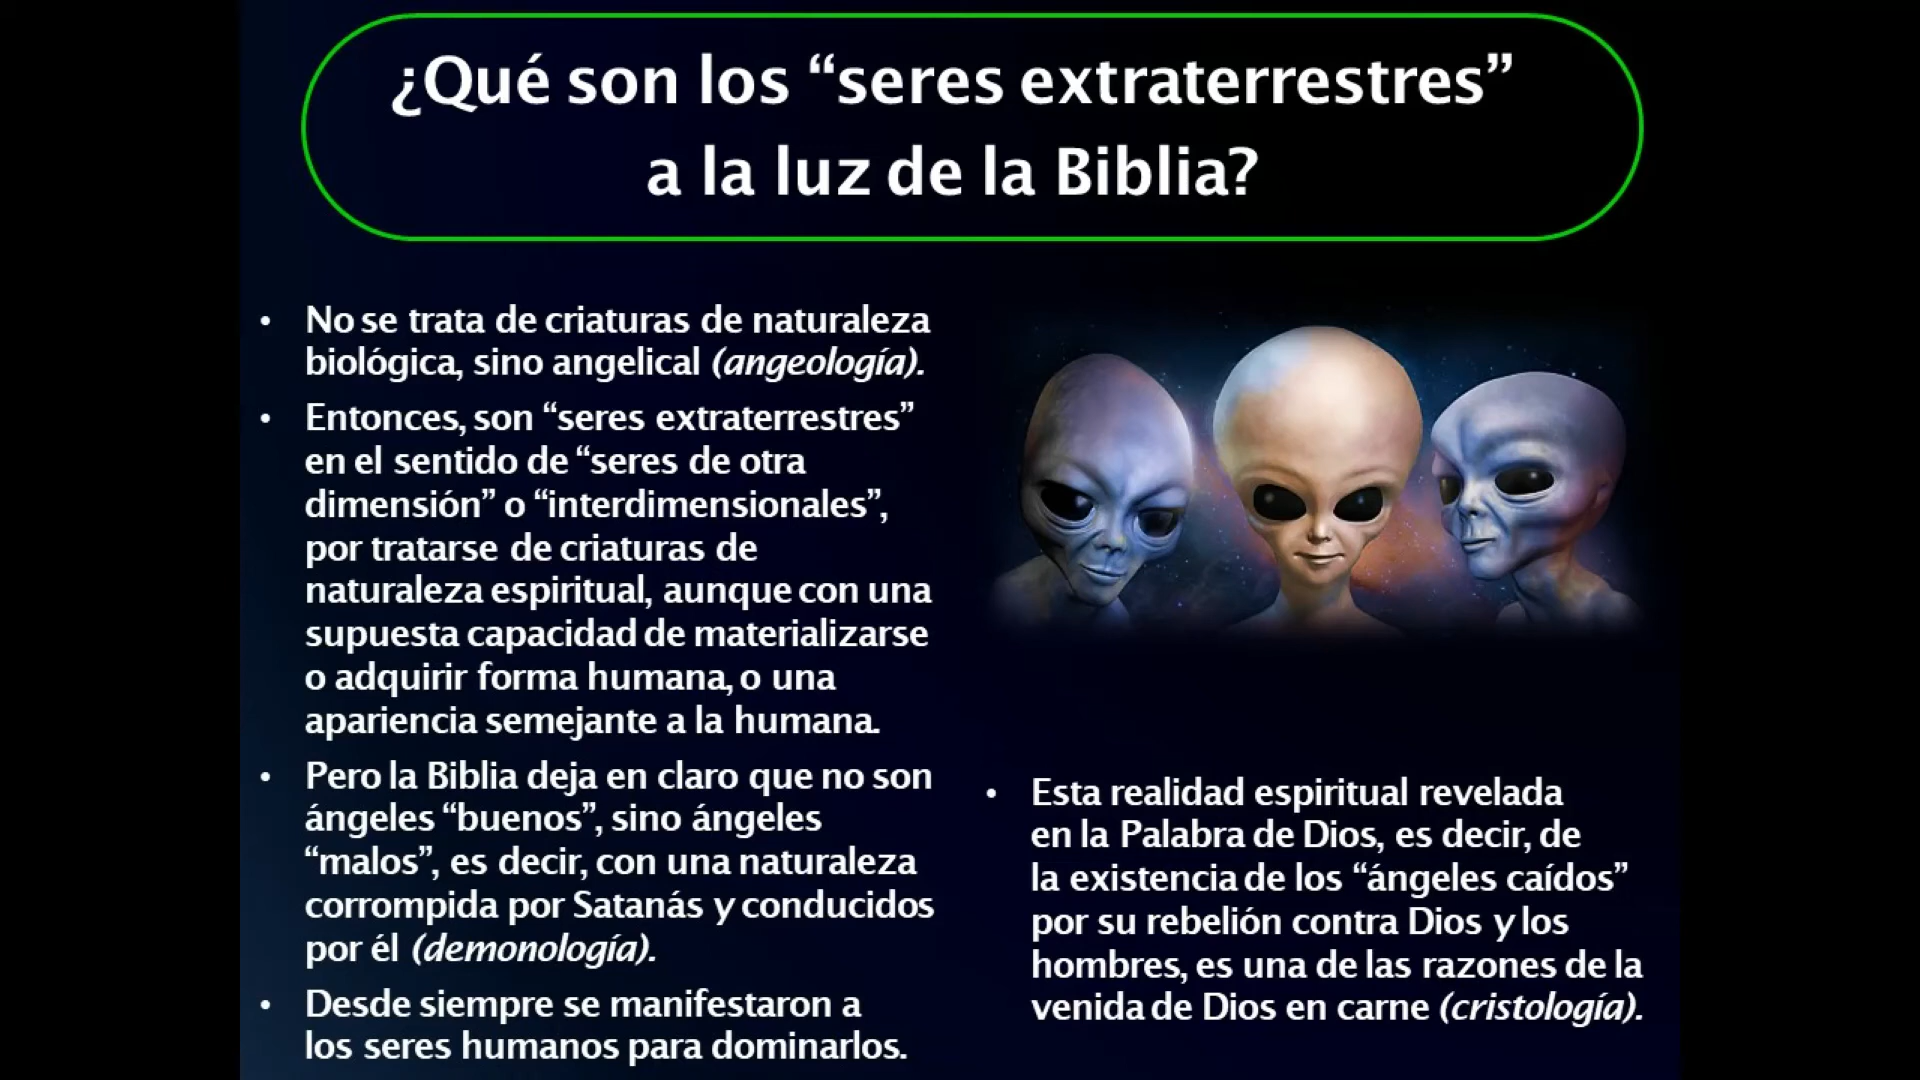 ¿Qué son los “seres extraterrestres”
a la luz de la Biblia?
• No se trata de criaturas de naturaleza
biológica, sino angelical (angeología).
• Entonces, son “seres extraterrestres”
en el sentido de “seres de otra
dimensión” o “interdimensionales”,
por tratarse de criaturas de
naturaleza espiritual, aunque con una
supuesta capacidad de materializarse
o adquirir forma humana, o una
apariencia semejante a la humana.
• Pero la Biblia deja en claro que no son
ángeles “buenos”, sino ángeles
“malos”, es decir, con una naturaleza
corrompida por Satanás y conducidos
por él (demonología).
• Desde siempre se manifestaron a
los seres humanos para dominarlos.
• Esta realidad espiritual revelada
en la Palabra de Dios, es decir, de
la existencia de los “ángeles caídos”
por su rebelión contra Dios y los
hombres, es una de las razones de la
venida de Dios en carne (cristología).